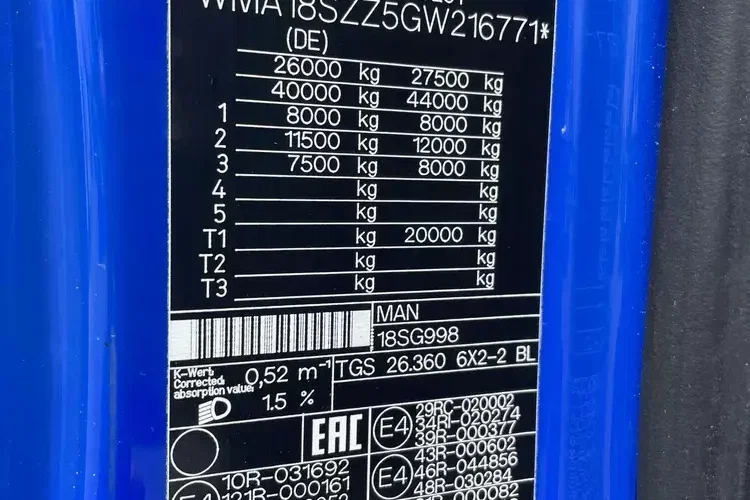 WMA18SZZ5GW216771*
(DE)
26000 kg 27500 kg
40000 kg 44000 kg
1 8000 kg 8000 kg
2 11500 kg 12000 kg
3 7500 kg 8000 kg
4 kg kg
5 kg kg
T1 kg 20000 kg
T2 kg kg
T3 kg kg
MAN
18SG998
TGS 26.360 6X2-2 BL
K-Wert:
Corrected
absorption value:
0,52 m⁻¹
1.5 %
EAC
E4
29RC-020002
34RI-020274
39R-000377
E4
43R-000602
46R-044856
48R-030284
10R-031692
E4
121R-000161